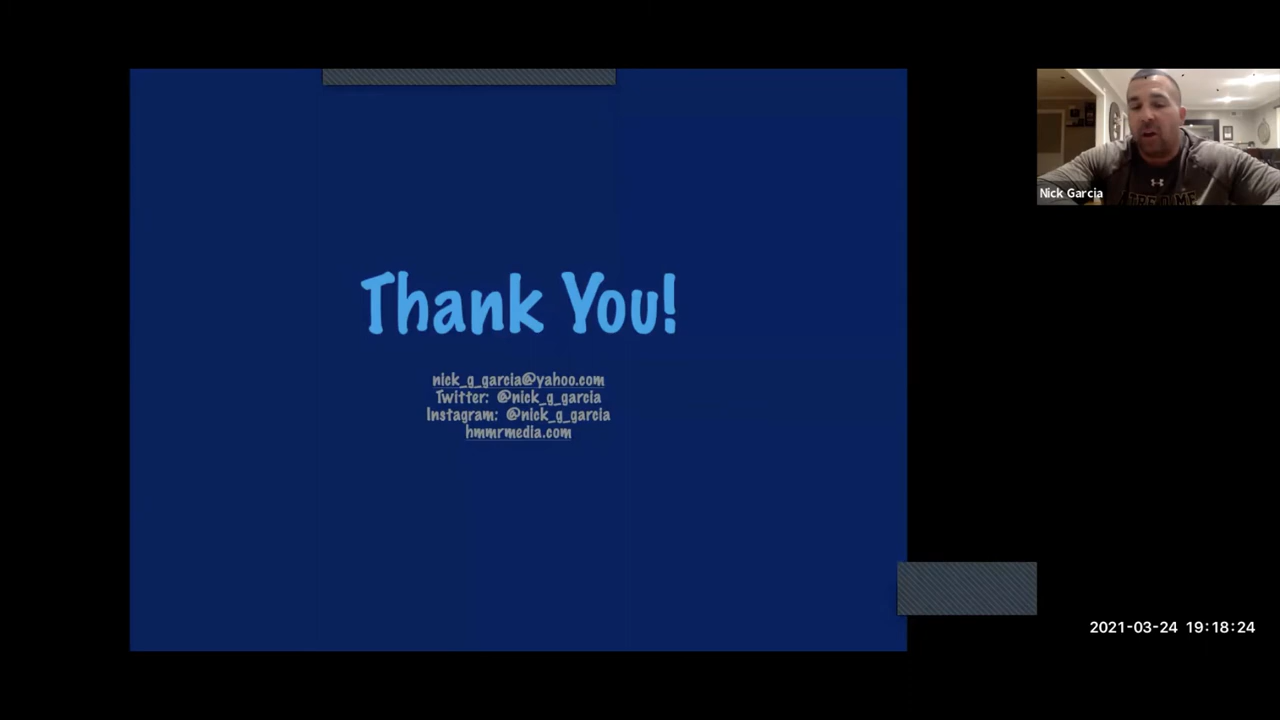 Thank You!
nick_g_garcia@yahoo.com
Twitter: @nick_g_garcia
Instagram: @nick_g_garcia
hmmrmedia.com
Nick Garcia
2021-03-24 19:18:24